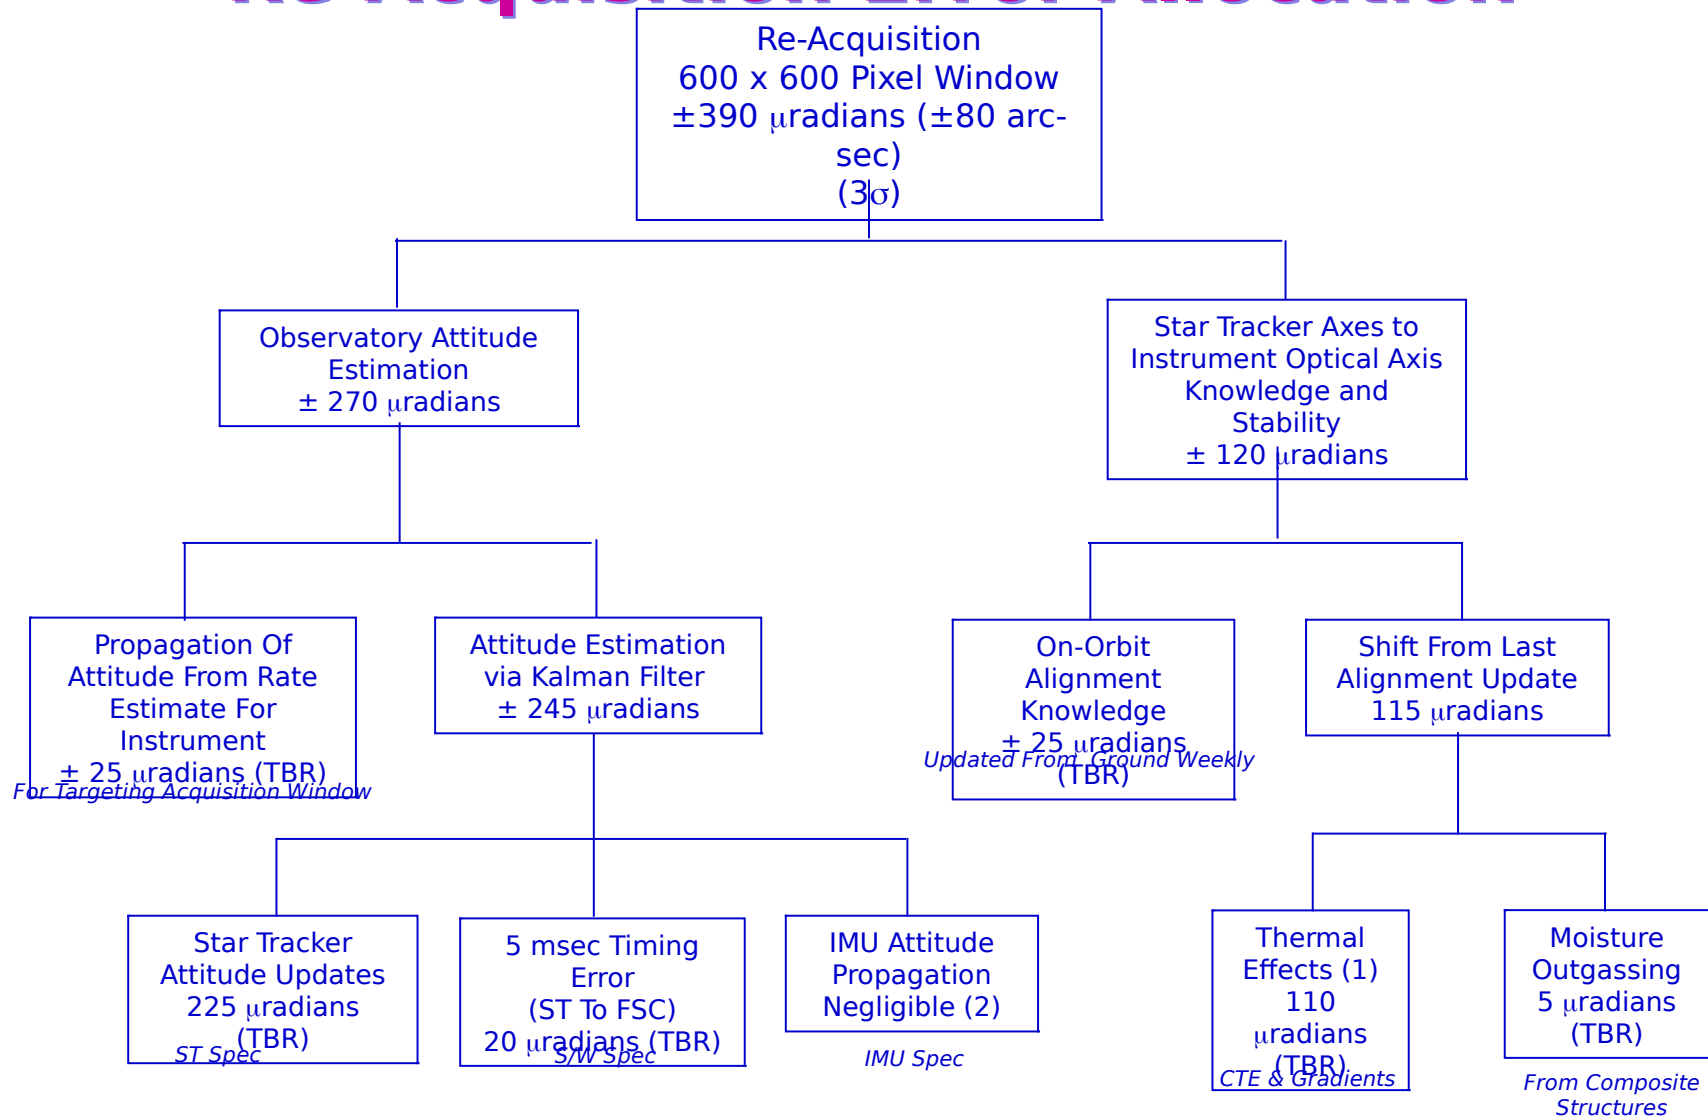 Re-Acquisition Error Allocation
Re-Acquisition
600 x 600 Pixel Window
±390 μradians (±80 arc-
sec)
(3σ)
Observatory Attitude
Estimation
± 270 μradians
Star Tracker Axes to
Instrument Optical Axis
Knowledge and
Stability
± 120 μradians
Propagation Of
Attitude From Rate
Estimate For
Instrument
± 25 μradians (TBR)
For Targeting Acquisition Window
Attitude Estimation
via Kalman Filter
± 245 μradians
On-Orbit
Alignment
Knowledge
± 25 μradians
(TBR)
Updated From  Ground Weekly
Shift From Last
Alignment Update
115 μradians
Star Tracker
Attitude Updates
225 μradians
(TBR)
ST Spec
5 msec Timing
Error
(ST To FSC)
20 μradians (TBR)
S/W Spec
IMU Attitude
Propagation
Negligible (2)
IMU Spec
Thermal
Effects (1)
110
μradians
(TBR)
CTE & Gradients
Moisture
Outgassing
5 μradians
(TBR)
From Composite
Structures